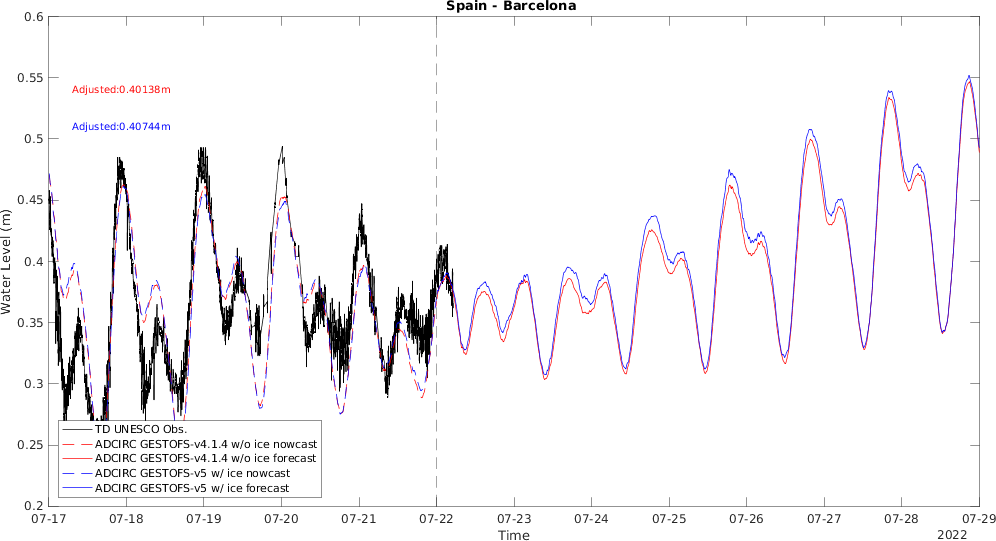 Spain - Barcelona
0.6
0.55
0.5
0.45
0.4
0.35
0.3
0.25
0.2
Water Level (m)
Adjusted:0.40138m
Adjusted:0.40744m
TD UNESCO Obs.
ADCIRC GESTOFS-v4.1.4 w/o ice nowcast
ADCIRC GESTOFS-v4.1.4 w/o ice forecast
ADCIRC GESTOFS-v5 w/ ice nowcast
ADCIRC GESTOFS-v5 w/ ice forecast
07-17 07-18 07-19 07-20 07-21 07-22 07-23 07-24 07-25 07-26 07-27 07-28 07-29
Time
2022